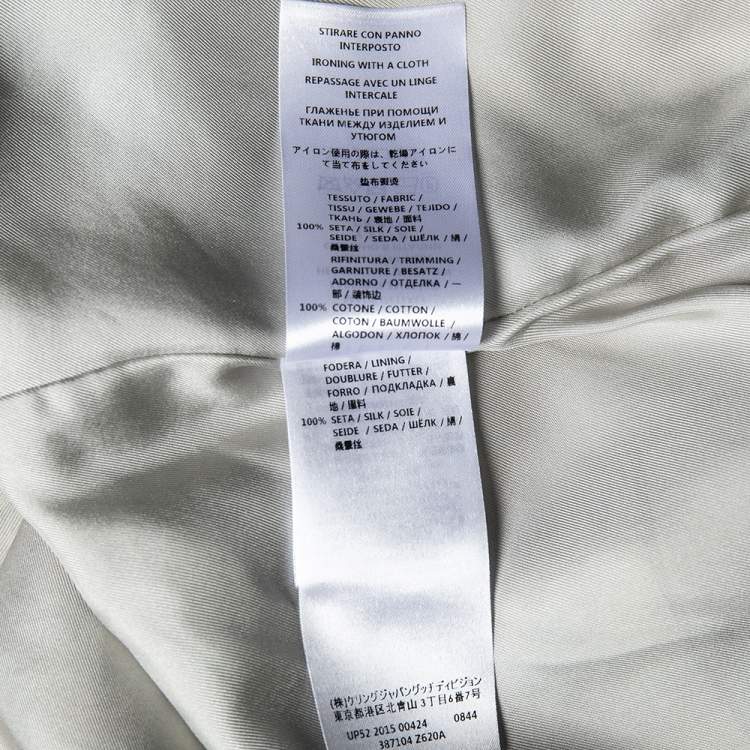 STIRARE CON PANNO
INTERPOSTO
IRONING WITH A CLOTH
REPASSAGE AVEC UN LINGE
INTERCALE
ГЛАЖЕНЬЕ ПРИ ПОМОЩИ
ТКАНИ МЕЖДУ ИЗДЕЛИЕМ И
УТЮГОМ
アイロン使用の際は、乾燥アイロンに
て当て布をしてください
垫布熨烫
TESSUTO / FABRIC /
TISSU / GEWEBE / TEJIDO /
ТКАНЬ / 表地 / 面料
100% SETA / SILK / SOIE /
SEIDE / SEDA / ШЁЛК / 絹 /
桑蚕丝
RIFINITURA / TRIMMING /
GARNITURE / BESATZ /
ADORNO / ОТДЕЛКА / 一
部 / 装饰边
100% COTONE / COTTON /
COTON / BAUMWOLLE /
ALGODON / ХЛОПОК / 綿 /
棉
FODERA / LINING /
DOUBLURE / FUTTER /
FORRO / ПОДКЛАДКА / 裏
地 / 里料
100% SETA / SILK / SOIE /
SEIDE / SEDA / ШЁЛК / 絹 /
桑蚕丝
(株)ケリングジャパングッチディビジョン
東京都港区北青山3丁目6番7号
UP52 2015 00424 0844
387104 Z620A